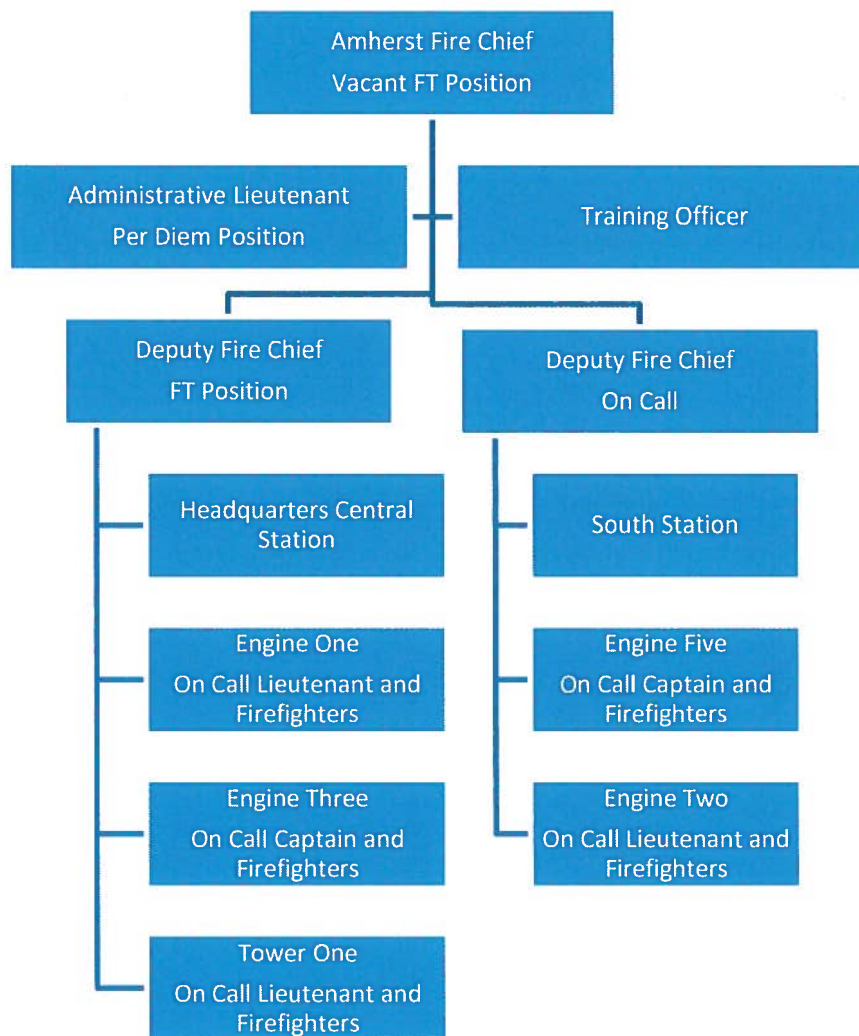 Amherst Fire Chief
Vacant FT Position
Administrative Lieutenant
Per Diem Position
Training Officer
Deputy Fire Chief
FT Position
Deputy Fire Chief
On Call
Headquarters Central
Station
South Station
Engine One
On Call Lieutenant and
Firefighters
Engine Five
On Call Captain and
Firefighters
Engine Three
On Call Captain and
Firefighters
Engine Two
On Call Lieutenant and
Firefighters
Tower One
On Call Lieutenant and
Firefighters